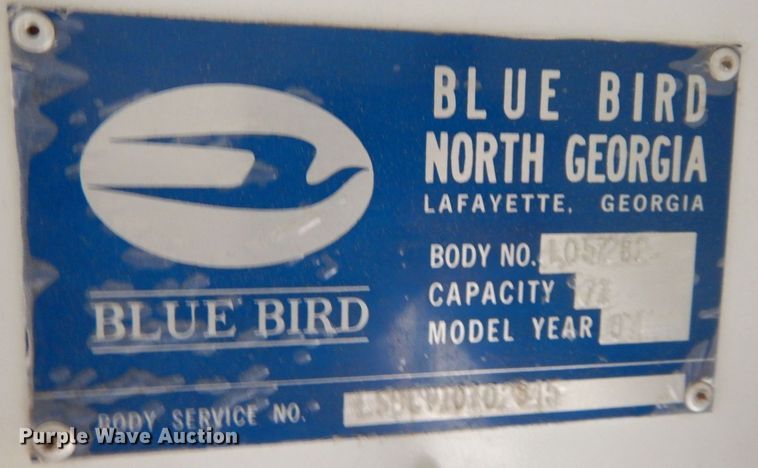 BLUE BIRD
NORTH GEORGIA
LAFAYETTE, GEORGIA
BODY NO.
CAPACITY
MODEL YEAR
BLUE BIRD
BODY SERVICE NO.
Purple Wave Auction